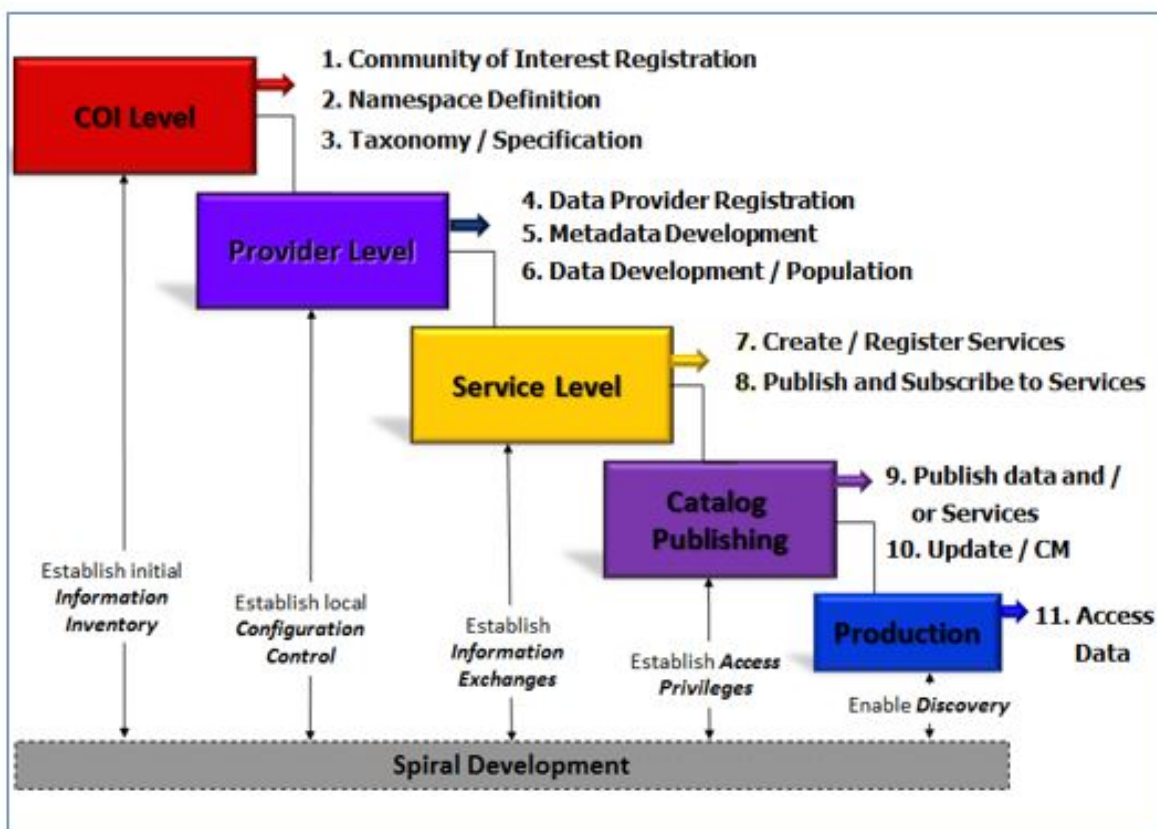 COI Level
1. Community of Interest Registration
2. Namespace Definition
3. Taxonomy / Specification
Provider Level
4. Data Provider Registration
5. Metadata Development
6. Data Development / Population
Service Level
7. Create / Register Services
8. Publish and Subscribe to Services
Catalog
Publishing
9. Publish data and /
or Services
10. Update / CM
Production
11. Access
Data
Establish initial
Information
Inventory
Establish local
Configuration
Control
Establish
Information
Exchanges
Establish Access
Privileges
Enable Discovery
Spiral Development